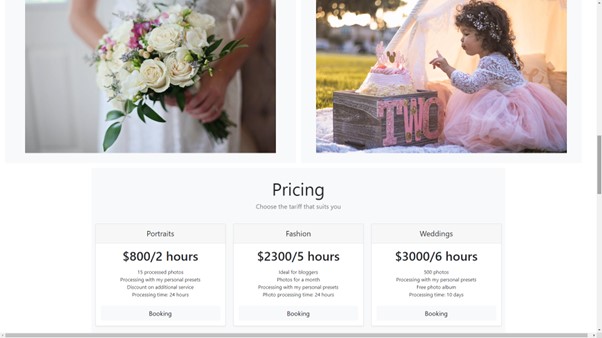 TWO
Pricing
Choose the tariff that suits you
Portraits
$800/2 hours
15 processed photos
Processing with my personal presets
Discount on additional service
Processing time: 24 hours
Booking
Fashion
$2300/5 hours
Ideal for bloggers
Photos for a month
Processing with my personal presets
Photo processing time: 24 hours
Booking
Weddings
$3000/6 hours
500 photos
Processing with my personal presets
Free photo album
Processing time: 10 days
Booking